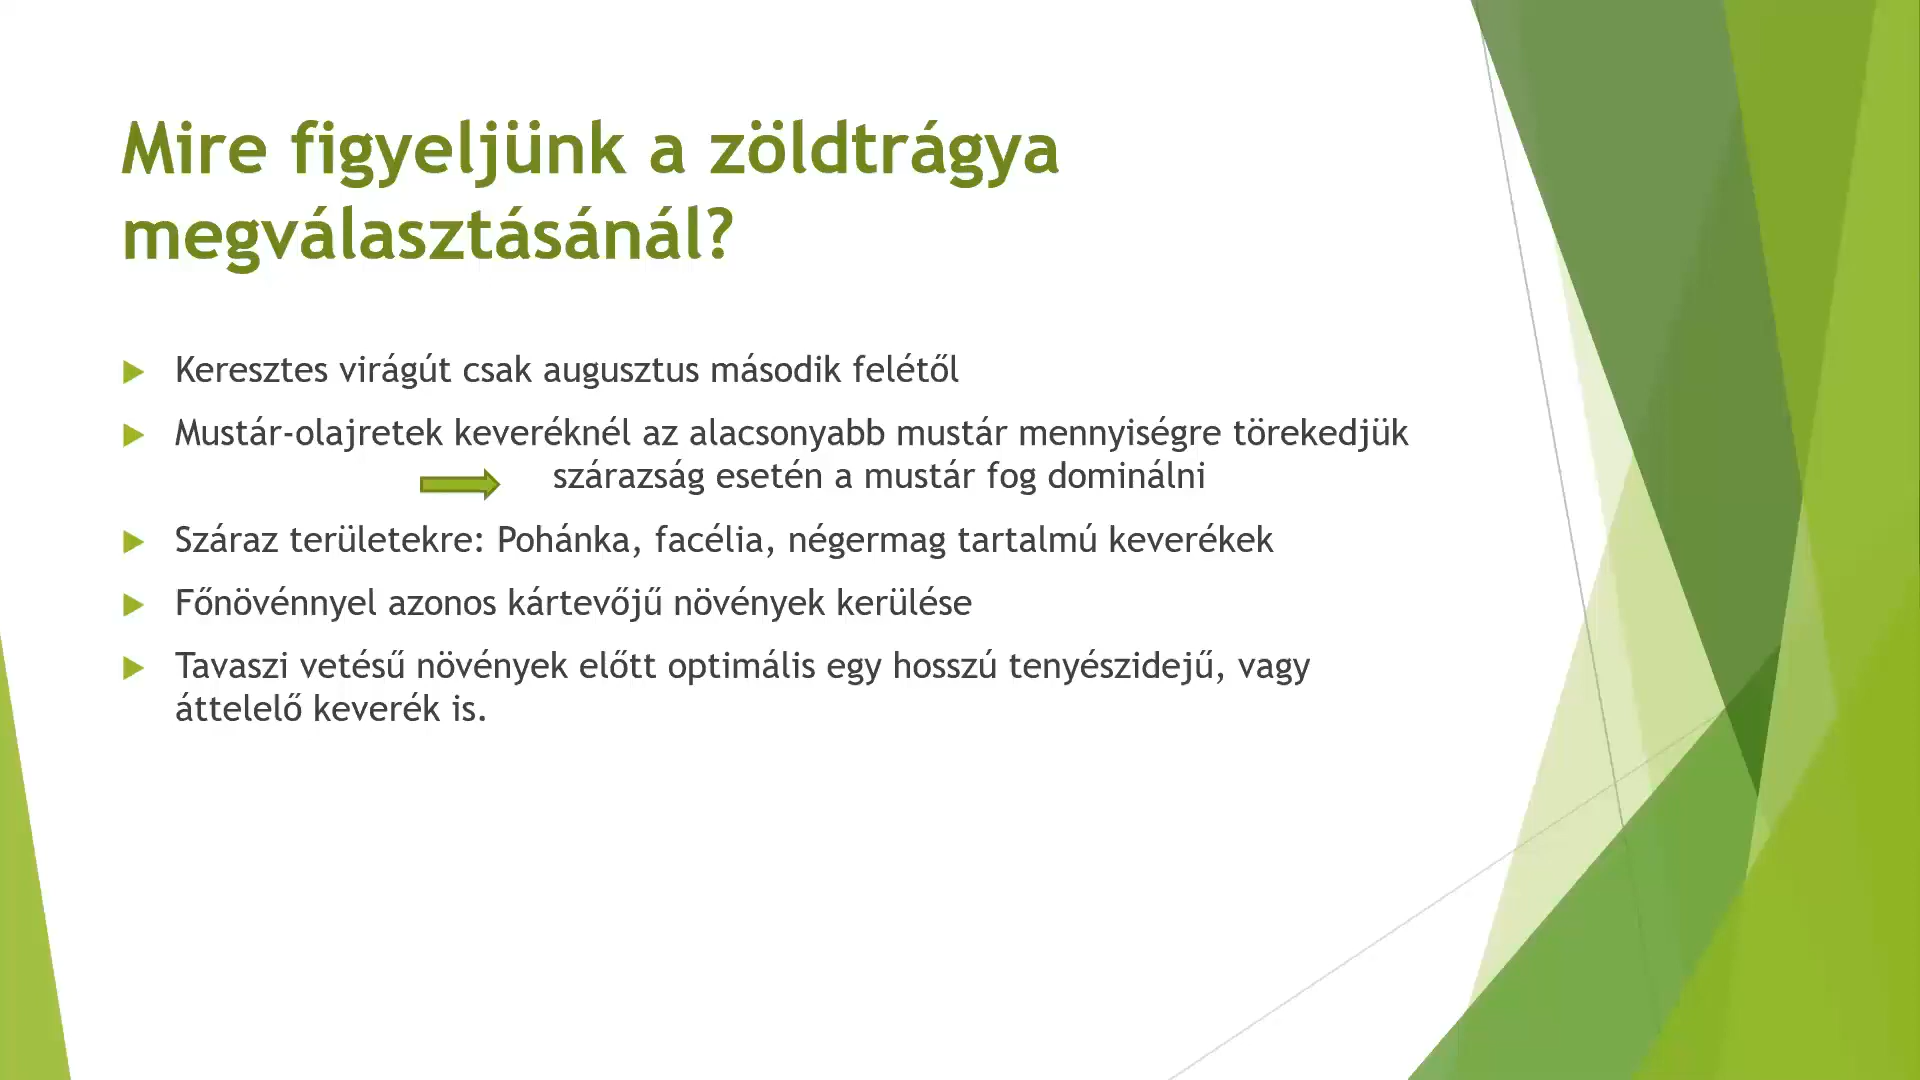 Mire figyeljünk a zöldtrágya
megválasztásánál?
Keresztes virágút csak augusztus második felétől
Mustár-olajretek keveréknél az alacsonyabb mustár mennyiségre törekedjük
szárazság esetén a mustár fog dominálni
Száraz területekre: Pohánka, facélia, négermag tartalmú keverékek
Főnövénnyel azonos kártevőjű növények kerülése
Tavaszi vetésű növények előtt optimális egy hosszú tenyészidejű, vagy
áttelelő keverék is.